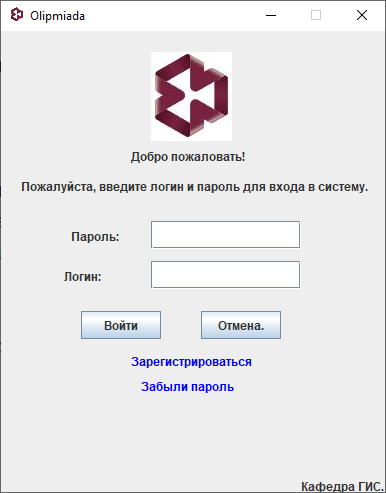 Olipmiada
Добро пожаловать!
Пожалуйста, введите логин и пароль для входа в систему.
Пароль:
Логин:
Войти
Отмена.
Зарегистрироваться
Забыли пароль
Кафедра ГИС.